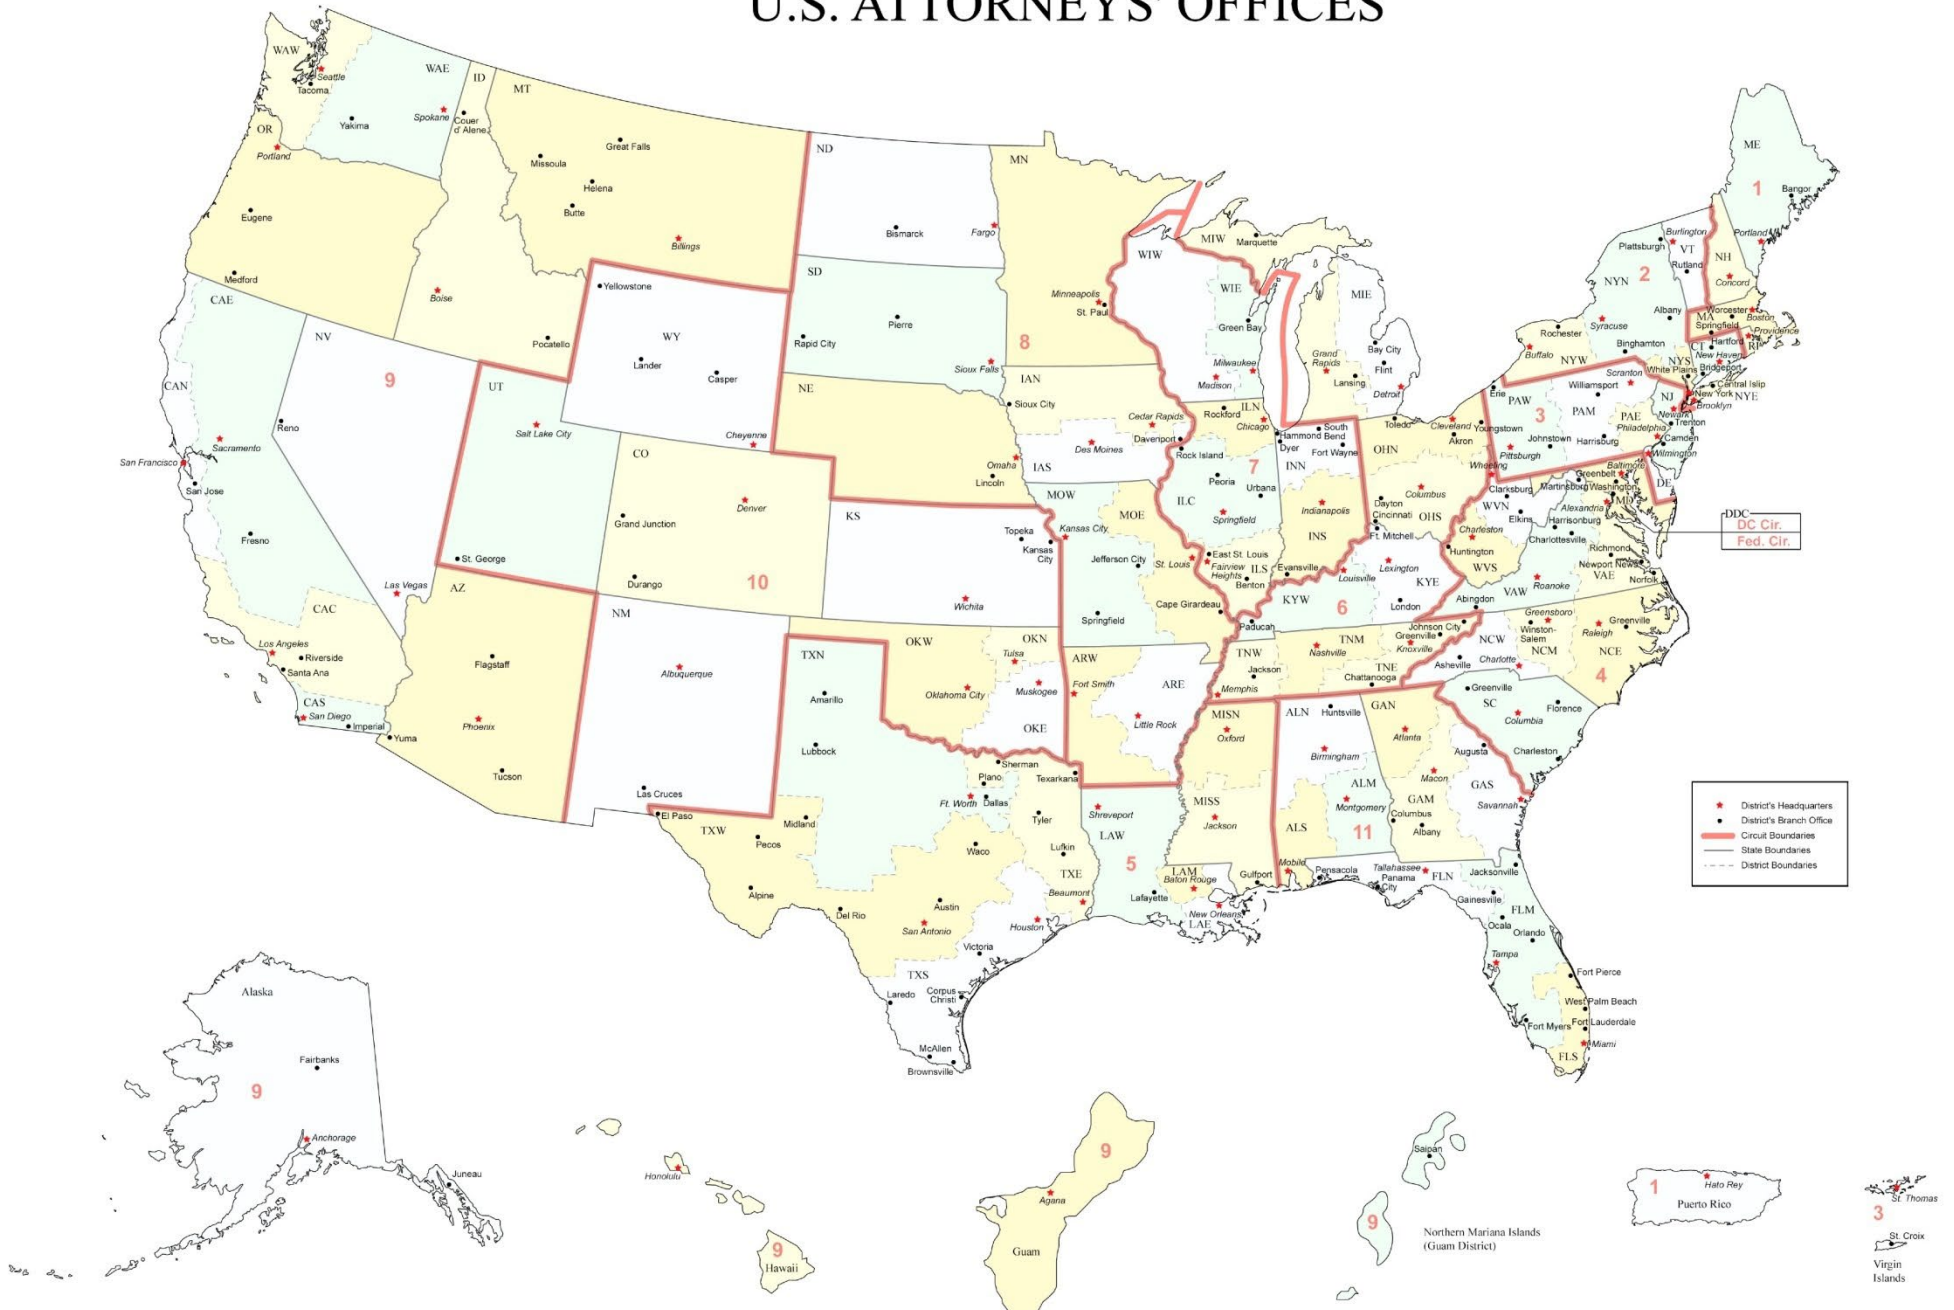 U.S. ATTORNEYS' OFFICES
WAW
Seattle
Tacoma
WAE
Spokane
Yakima
ID
Couer
d' Alene
Boise
Pocatello
MT
Great Falls
Missoula
Helena
Butte
Billings
OR
Portland
Eugene
Medford
CAE
CAN
Sacramento
San Francisco
San Jose
Fresno
CAC
Los Angeles
Riverside
Santa Ana
CAS
San Diego
Imperial
NV
9
Reno
Las Vegas
AZ
Flagstaff
Phoenix
Yuma
Tucson
UT
Salt Lake City
St. George
WY
Yellowstone
Lander
Casper
Cheyenne
CO
Denver
Grand Junction
Durango
10
NM
Albuquerque
Las Cruces
ND
Bismarck
Fargo
SD
Pierre
Rapid City
Sioux Falls
NE
Omaha
Lincoln
KS
Topeka
Kansas
City
Wichita
OKW
OKN
Tulsa
Oklahoma City
Muskogee
OKE
TXN
Amarillo
Lubbock
Ft. Worth
Dallas
Plano
Sherman
Texarkana
Tyler
Lufkin
TXE
Beaumont
TXW
El Paso
Midland
Pecos
Alpine
Del Rio
Waco
Austin
San Antonio
Houston
Victoria
TXS
Laredo
Corpus
Christi
McAllen
Brownsville
MN
Minneapolis
St. Paul
8
IAN
Sioux City
Cedar Rapids
Des Moines
Davenport
IAS
MOW
Kansas City
MOE
Jefferson City
St. Louis
Springfield
Cape Girardeau
ARW
Fort Smith
ARE
Little Rock
LAW
Shreveport
5
Lafayette
LAM
Baton Rouge
New Orleans
LAE
MISN
Oxford
MISS
Jackson
Gulfport
WIW
WIE
Green Bay
Milwaukee
Madison
MIW
Marquette
MIE
Grand
Rapids
Lansing
Bay City
Flint
Detroit
ILN
Rockford
Chicago
Rock Island
7
Peoria
Urbana
ILC
Springfield
East St. Louis
Fairview
Heights
ILS
Benton
Hammond
Dyer
South
Bend
Fort Wayne
INN
Indianapolis
INS
Evansville
OHN
Toledo
Cleveland
Akron
Youngstown
Columbus
Dayton
Cincinnati
OHS
Ft. Mitchell
KYW
Louisville
Paducah
6
Lexington
KYE
London
TNW
Jackson
Memphis
TNM
Nashville
TNE
Johnson City
Greenville
Knoxville
Chattanooga
ALN
Huntsville
Birmingham
ALM
Montgomery
ALS
Mobile
11
GAN
Atlanta
Macon
GAM
Columbus
Albany
Augusta
GAS
Savannah
FLN
Pensacola
Tallahassee
Panama
City
Jacksonville
Gainesville
FLM
Ocala
Orlando
Tampa
Fort Myers
Fort Pierce
West Palm Beach
Fort Lauderdale
Miami
FLS
SC
Greenville
Florence
Columbia
Charleston
NCW
Asheville
Charlotte
Greensboro
Winston-
Salem
NCM
Raleigh
Greenville
NCE
4
WVN
Wheeling
Clarksburg
Martinsburg
Elkins
WVS
Charleston
Huntington
VAW
Harrisonburg
Charlottesville
Roanoke
Abingdon
VAE
Alexandria
Richmond
Newport News
Norfolk
MD
Baltimore
Greenbelt
Washington
DDC
DC Cir.
Fed. Cir.
DE
Wilmington
PAW
Erie
3
Johnstown
Pittsburgh
PAM
Williamsport
Scranton
Harrisburg
PAE
Philadelphia
NJ
Newark
Trenton
Camden
NYW
Rochester
Buffalo
NYN
2
Plattsburgh
Albany
Syracuse
Binghamton
NYS
White Plains
New York
NYE
Central Islip
Brooklyn
VT
Burlington
Rutland
NH
Concord
ME
1
Bangor
Portland
MA
Worcester
Boston
Springfield
CT
Hartford
New Haven
Bridgeport
RI
Providence
District's Headquarters
District's Branch Office
Circuit Boundaries
State Boundaries
District Boundaries
Alaska
Fairbanks
9
Anchorage
Juneau
Honolulu
9
Hawaii
9
Agana
Guam
Saipan
9
Northern Mariana Islands
(Guam District)
1
Hato Rey
Puerto Rico
St. Thomas
3
St. Croix
Virgin
Islands